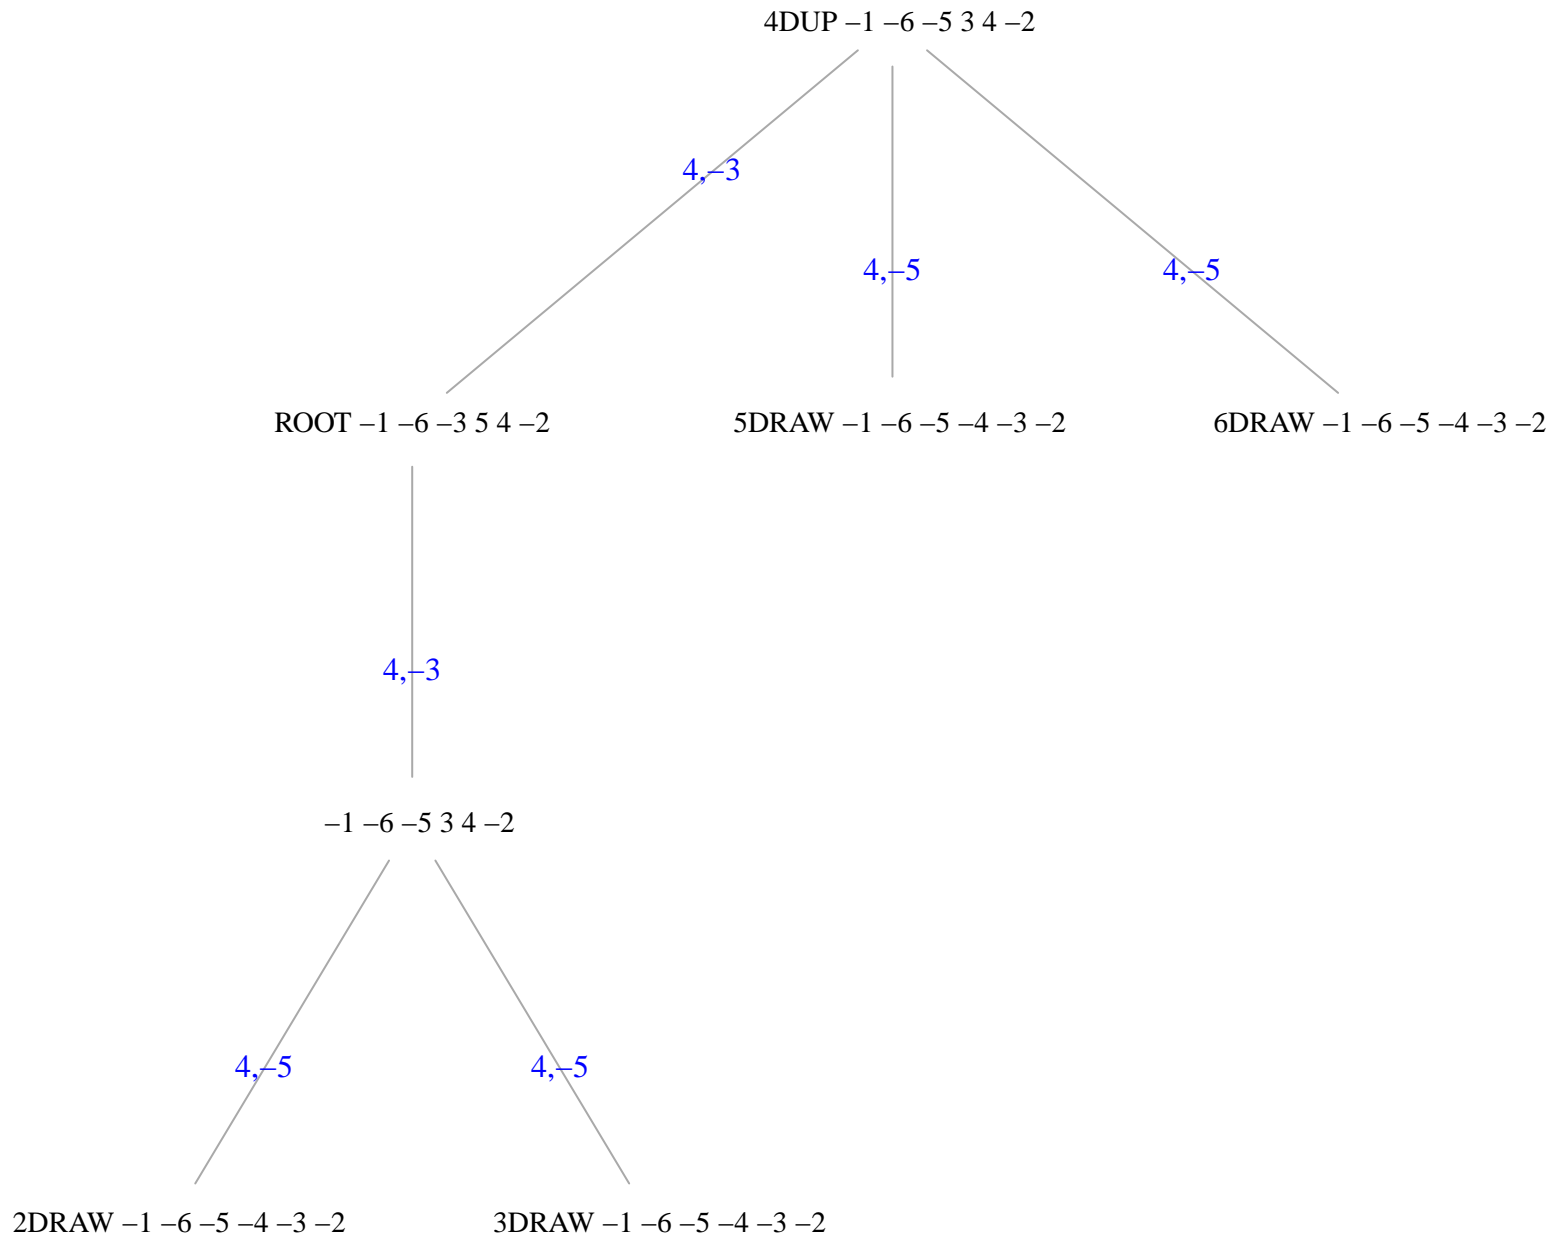 4DUP –1 –6 –5 3 4 –2
4,–3
4,–5
4,–5
ROOT –1 –6 –3 5 4 –2
5DRAW –1 –6 –5 –4 –3 –2
6DRAW –1 –6 –5 –4 –3 –2
4,–3
–1 –6 –5 3 4 –2
4,–5
4,–5
2DRAW –1 –6 –5 –4 –3 –2
3DRAW –1 –6 –5 –4 –3 –2